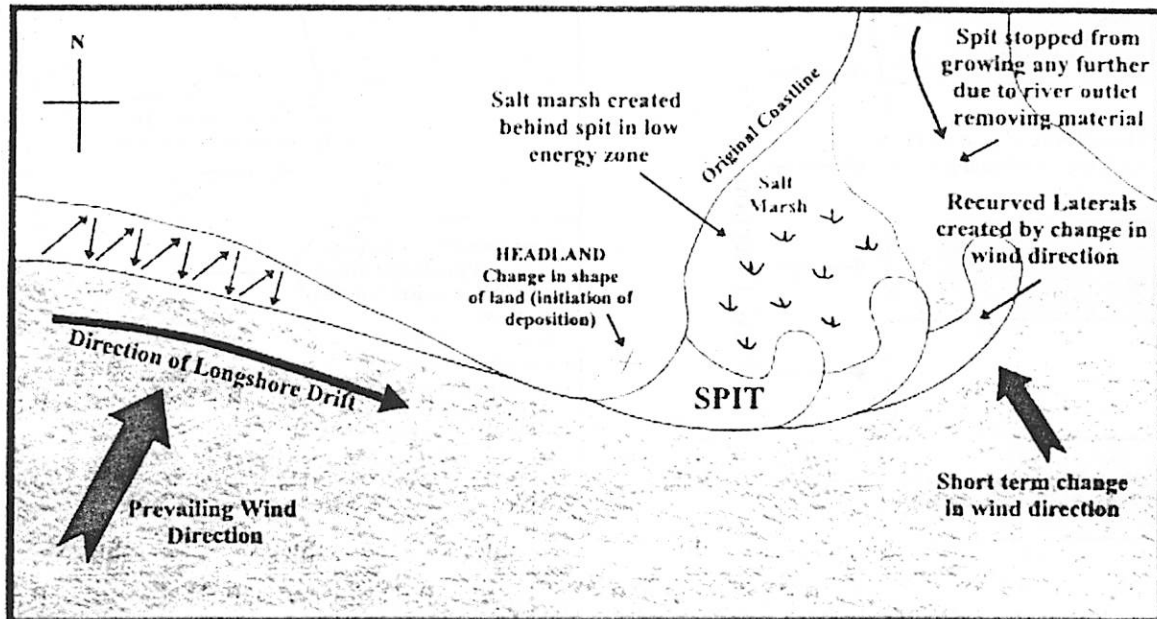 N
Spit stopped from
growing any further
due to river outlet
removing material
Salt marsh created
behind spit in low
energy zone
Original Coastline
Salt
Marsh
Recurved Laterals
created by change in
wind direction
HEADLAND
Change in shape
of land (initiation of
deposition)
Direction of Longshore Drift
SPIT
Prevailing Wind
Direction
Short term change
in wind direction